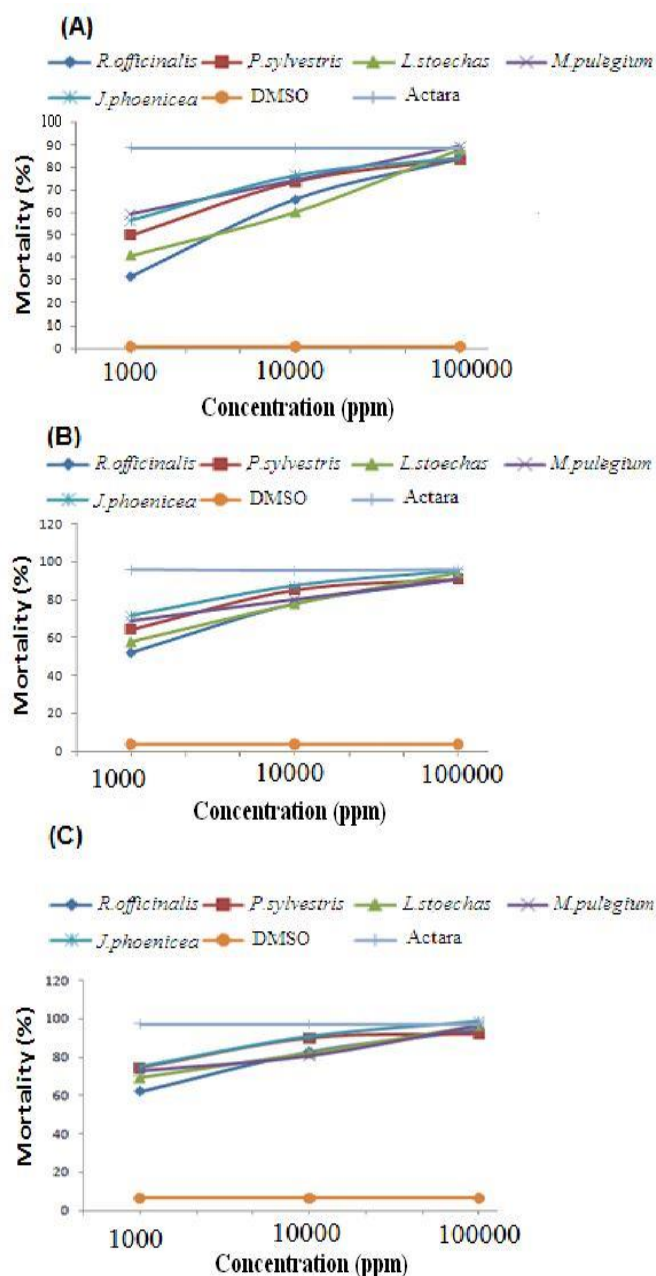 (A)
R.officinalis P.sylvestris L.stoechas M.pulegium
J.phoenicea DMSO Actara
100
90
80
70
60
50
40
30
20
10
0
Mortality (%)
1000 10000 100000
Concentration (ppm)
(B)
R.officinalis P.sylvestris L.stoechas M.pulegium
J.phoenicea DMSO Actara
120
100
80
60
40
20
0
Mortality (%)
1000 10000 100000
Concentration (ppm)
(C)
R.officinalis P.sylvestris L.stoechas M.pulegium
J.phoenicea DMSO Actara
120
100
80
60
40
20
0
Mortality (%)
1000 10000 100000
Concentration (ppm)